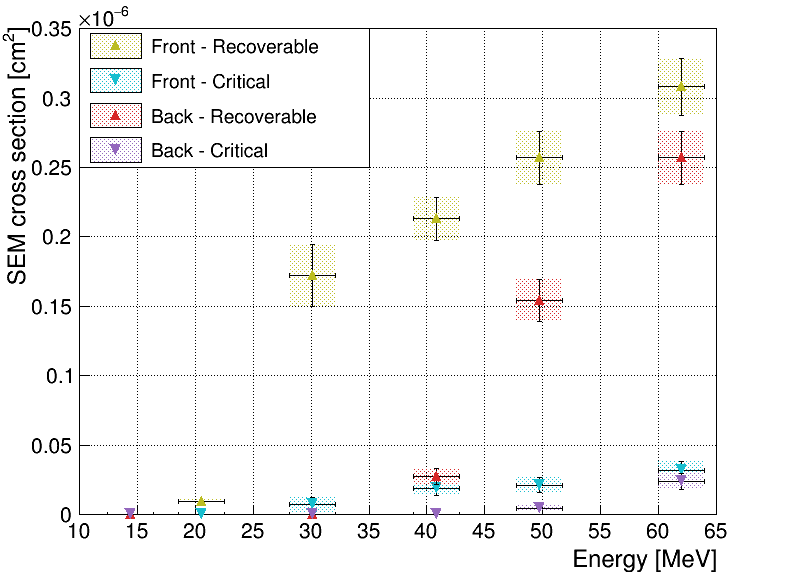 ×10⁻⁶
SEM cross section [cm²]
0.35
0.3
0.25
0.2
0.15
0.1
0.05
0
Front - Recoverable
Front - Critical
Back - Recoverable
Back - Critical
10 15 20 25 30 35 40 45 50 55 60 65
Energy [MeV]